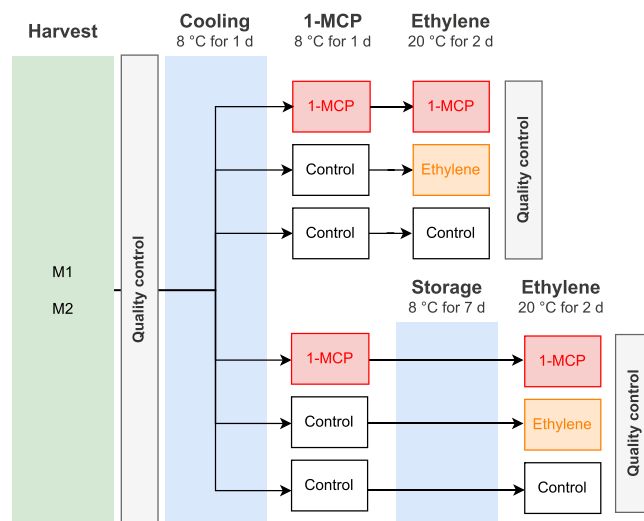 Harvest
Cooling
8 °C for 1 d
1-MCP
8 °C for 1 d
Ethylene
20 °C for 2 d
M1
M2
Quality control
1-MCP
1-MCP
Control
Ethylene
Control
Control
Quality control
Storage
8 °C for 7 d
Ethylene
20 °C for 2 d
1-MCP
1-MCP
Control
Ethylene
Control
Control
Quality control